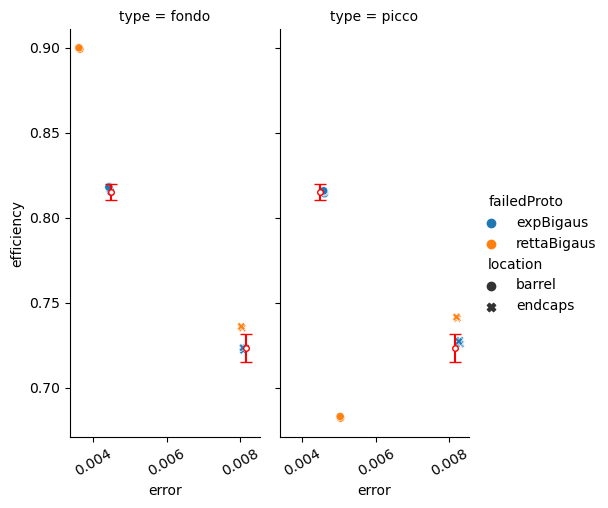 type = fondo
type = picco
0.90
0.85
0.80
0.75
0.70
efficiency
0.004
0.006
0.008
0.004
0.006
0.008
error
error
failedProto
expBigaus
rettaBigaus
location
barrel
endcaps